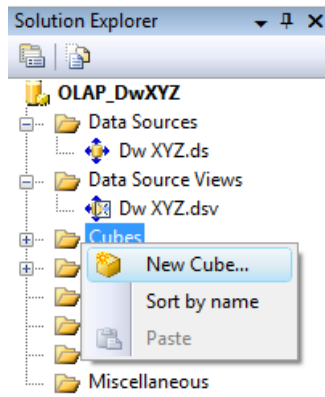 Solution Explorer
OLAP_DwXYZ
Data Sources
Dw XYZ.ds
Data Source Views
Dw XYZ.dsv
Cubes
New Cube...
Sort by name
Paste
Miscellaneous